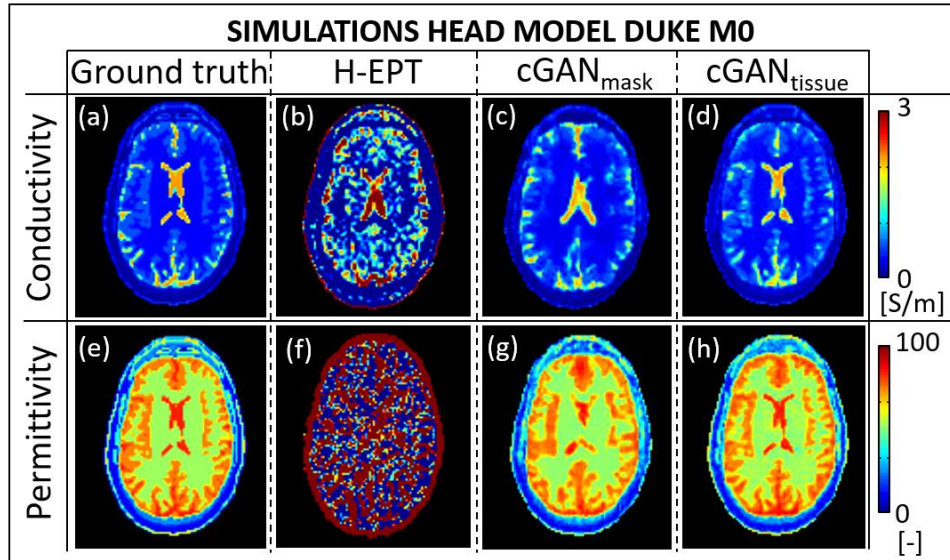 SIMULATIONS HEAD MODEL DUKE M0
Ground truth H-EPT cGANmask cGANtissue
Conductivity
(a) (b) (c) (d)
3
0
[S/m]
Permittivity
(e) (f) (g) (h)
100
0
[-]